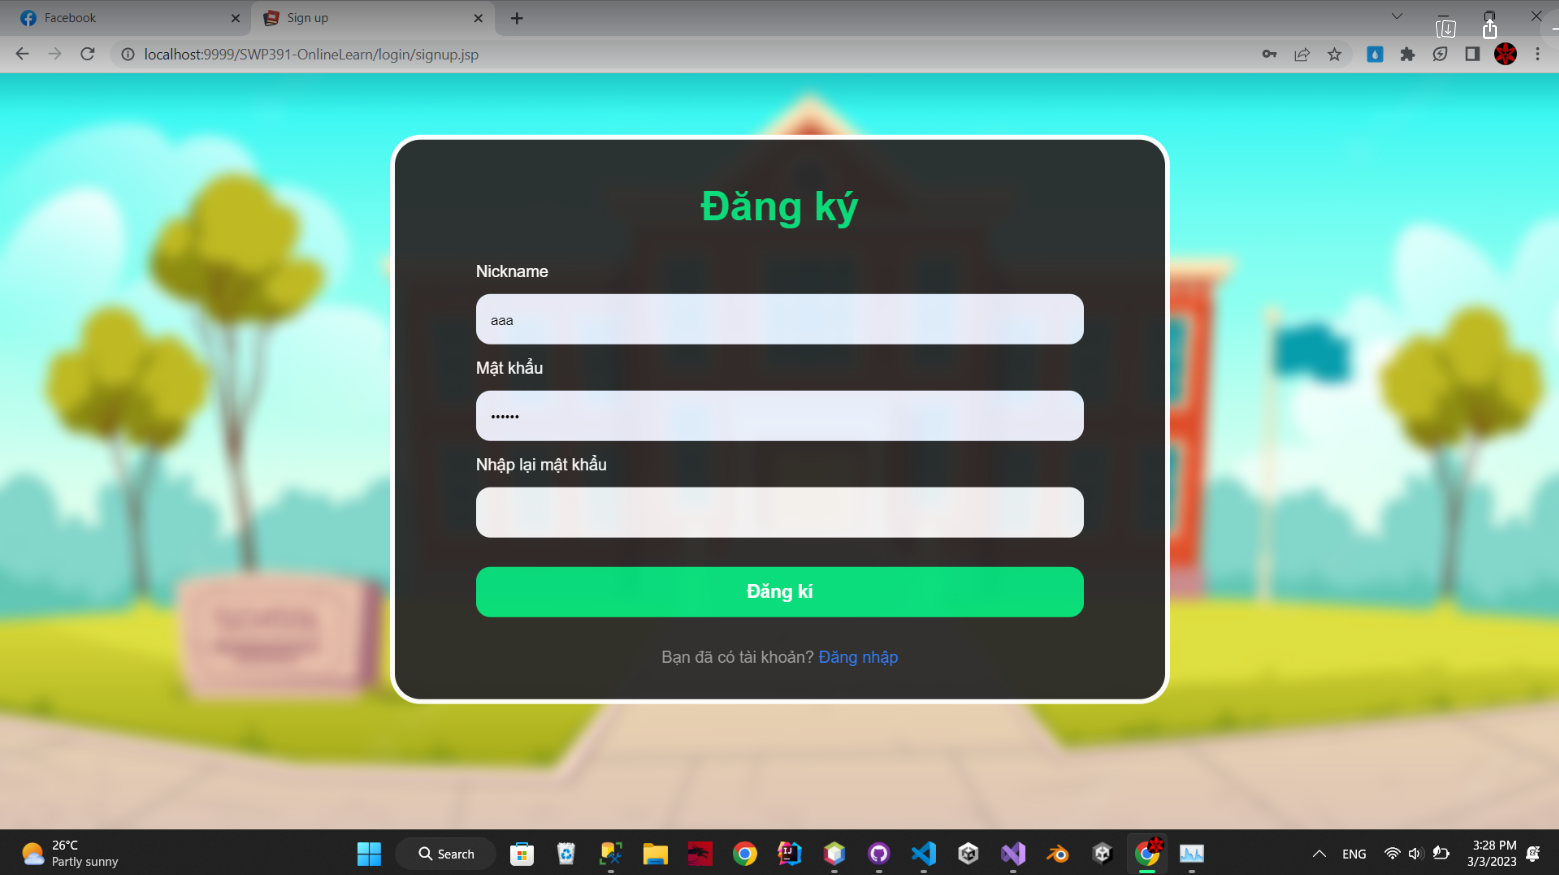 Facebook
Sign up
localhost:9999/SWP391-OnlineLearn/login/signup.jsp
Đăng ký
Nickname
aaa
Mật khẩu
••••••
Nhập lại mật khẩu
Đăng kí
Bạn đã có tài khoản? Đăng nhập
26°C
Partly sunny
Search
ENG
3:28 PM
3/3/2023